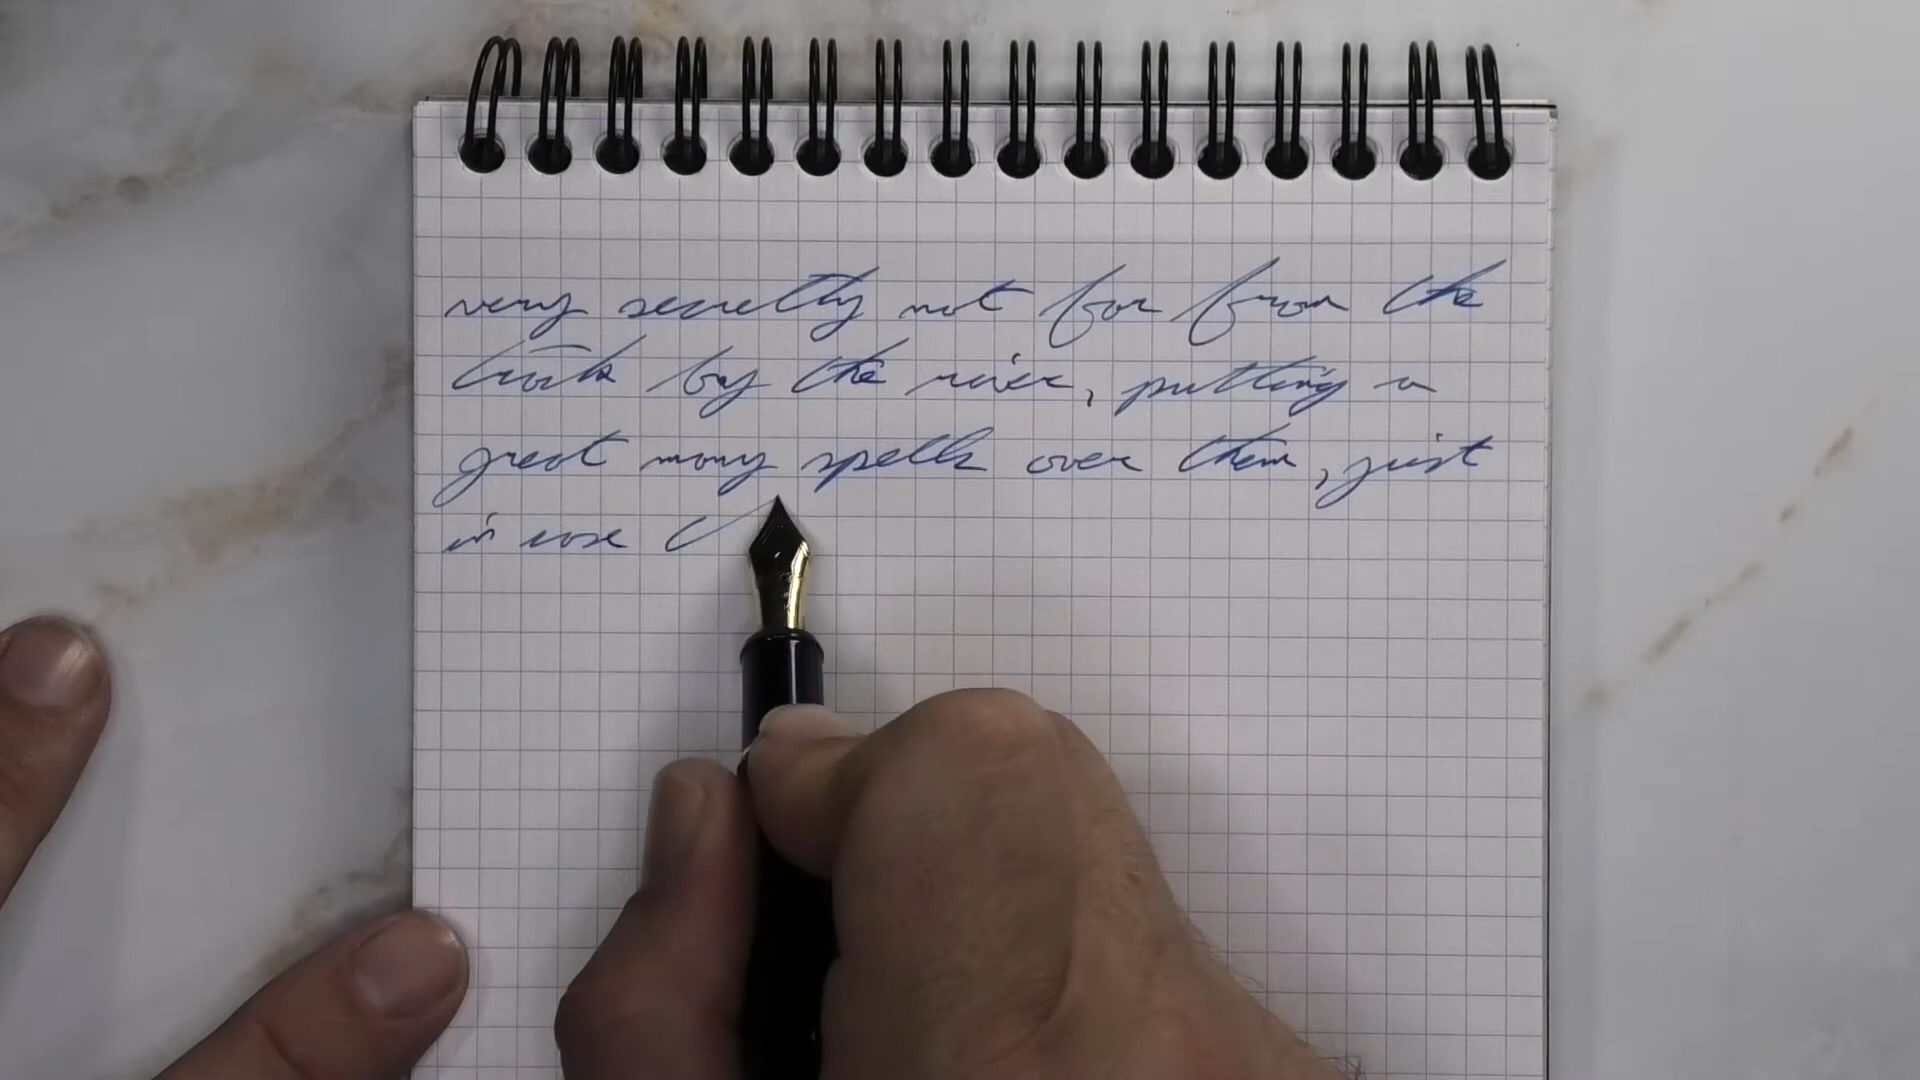 very secretly not far from the
track by the river, putting a
great many spells over them, just
in case